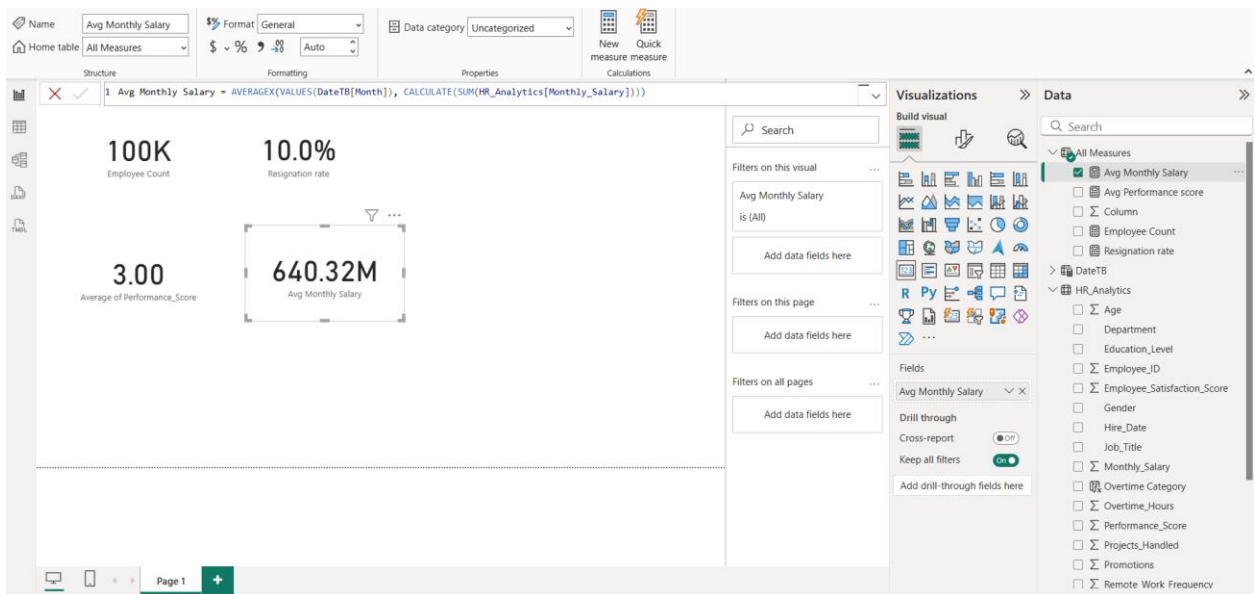 Name
Avg Monthly Salary
Format
General
Data category
Uncategorized
Home table
All Measures
$ % 9 .00
Auto
New measure
Quick measure
Structure
Formatting
Properties
Calculations
1 Avg Monthly Salary = AVERAGEX(VALUES(DateTB[Month]), CALCULATE(SUM(HR_Analytics[Monthly_Salary])))
100K
Employee Count
10.0%
Resignation rate
3.00
Average of Performance_Score
640.32M
Avg Monthly Salary
Page 1
Search
Filters on this visual
Avg Monthly Salary
is (All)
Add data fields here
Filters on this page
Add data fields here
Filters on all pages
Add data fields here
Visualizations
Build visual
R Py
Fields
Avg Monthly Salary
Drill through
Cross-report
Off
Keep all filters
On
Add drill-through fields here
Data
Search
All Measures
Avg Monthly Salary
Avg Performance score
Column
Employee Count
Resignation rate
DateTB
HR_Analytics
Age
Department
Education_Level
Employee_ID
Employee_Satisfaction_Score
Gender
Hire_Date
Job_Title
Monthly_Salary
Overtime Category
Overtime_Hours
Performance_Score
Projects_Handled
Promotions
Remote Work Frequency